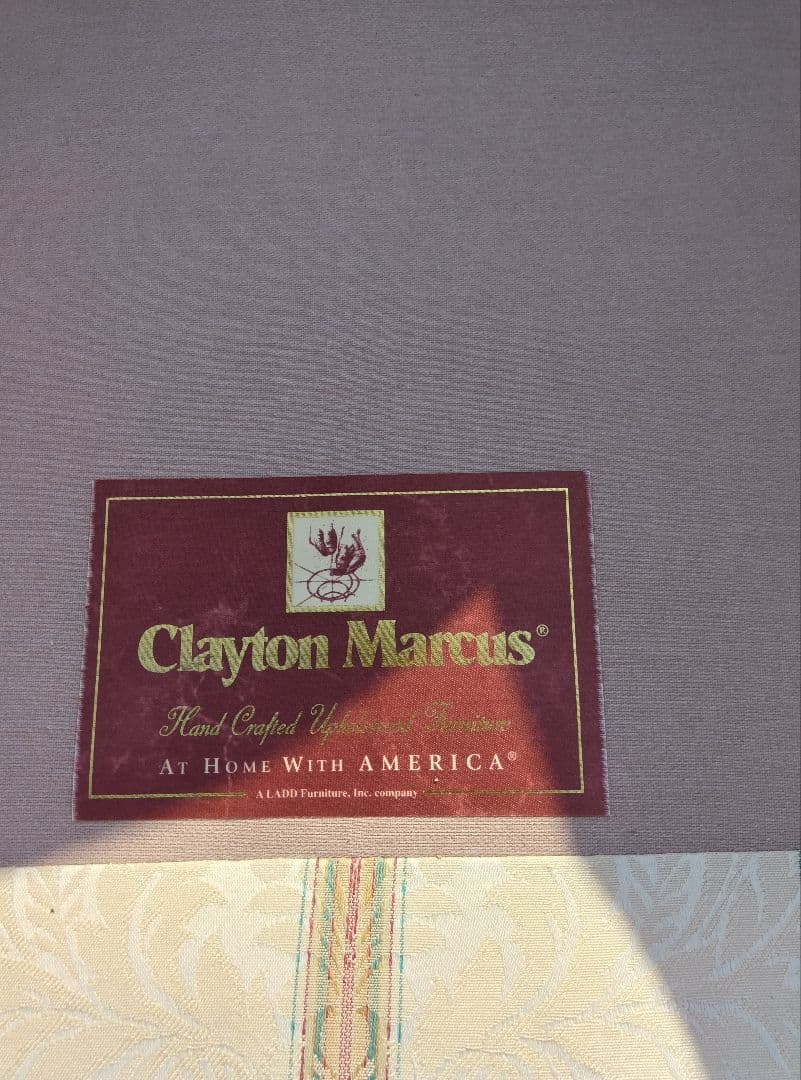 Clayton Marcus®
Hand Crafted Upholstered Furniture
AT HOME WITH AMERICA®
A LADD Furniture, Inc. company